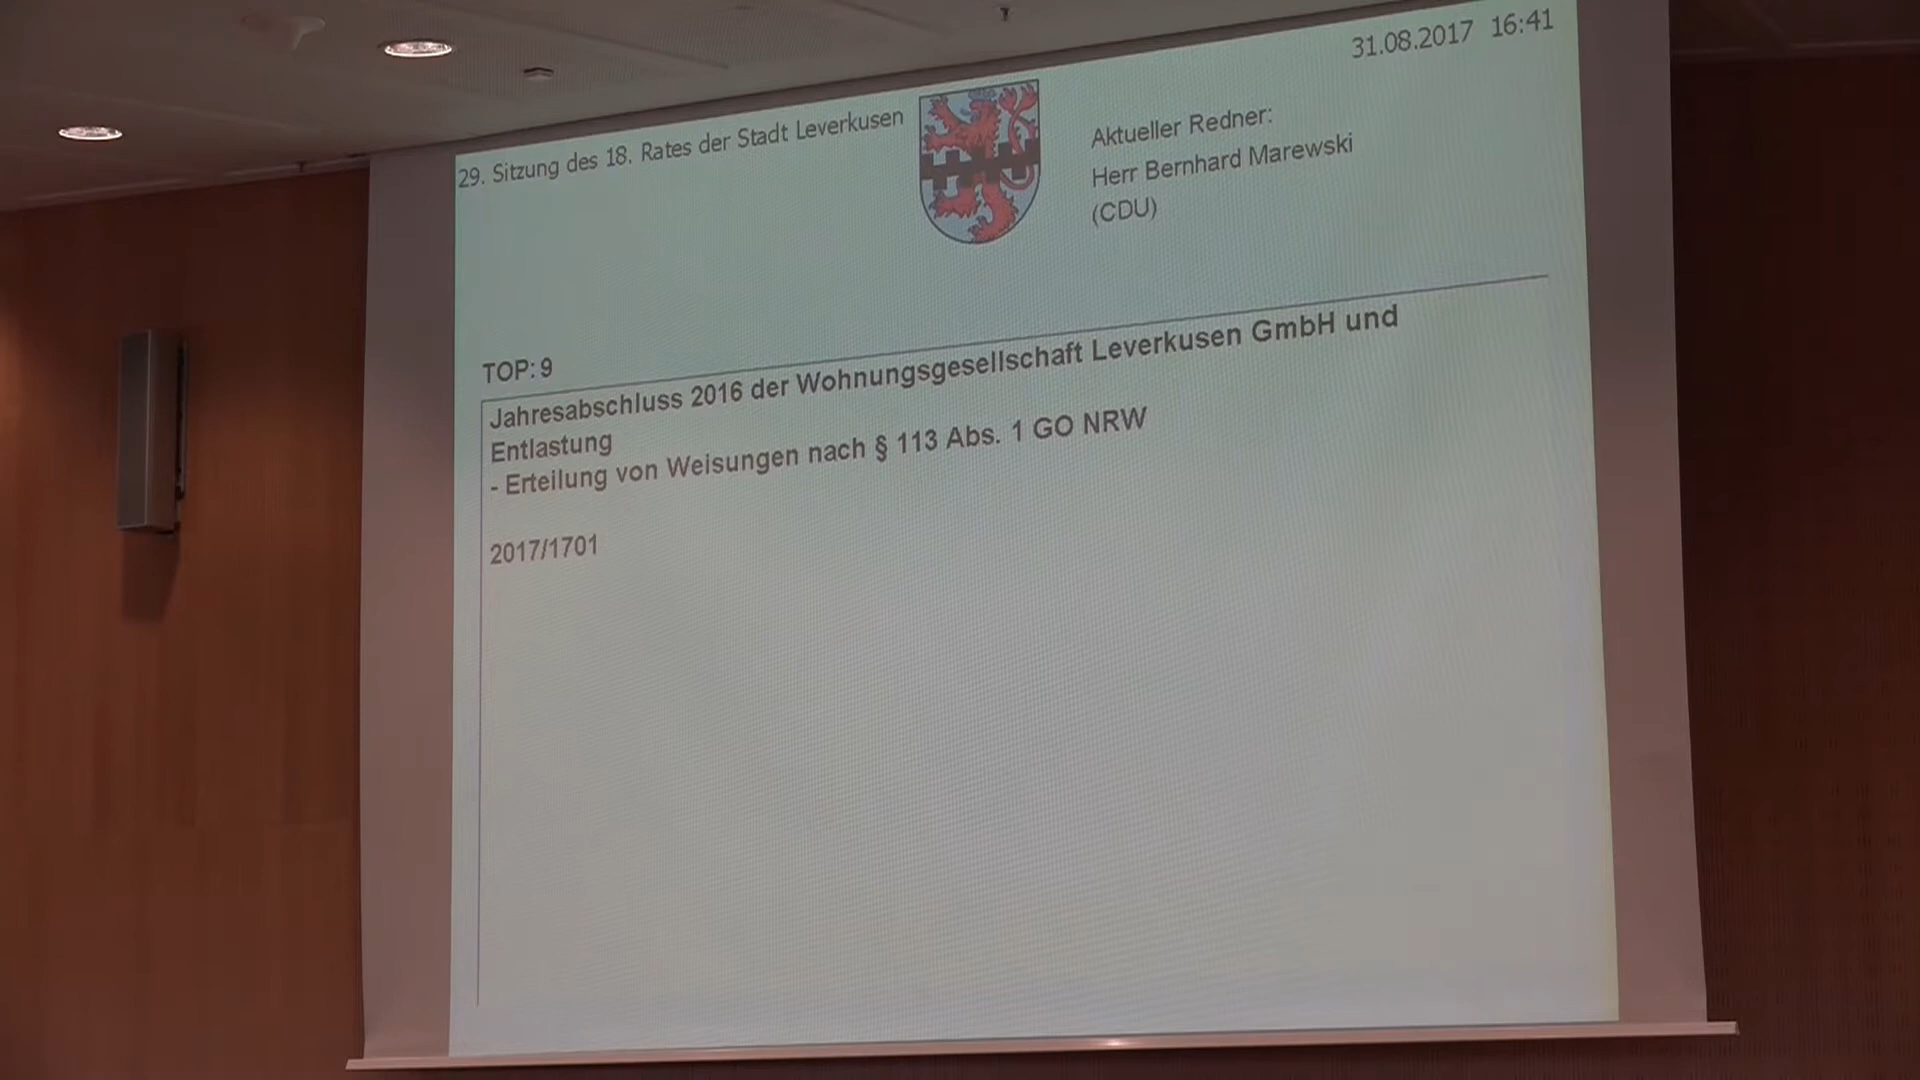 31.08.2017 16:41
29. Sitzung des 18. Rates der Stadt Leverkusen
Aktueller Redner:
Herr Bernhard Marewski
(CDU)
TOP: 9
Jahresabschluss 2016 der Wohnungsgesellschaft Leverkusen GmbH und
Entlastung
- Erteilung von Weisungen nach § 113 Abs. 1 GO NRW
2017/1701